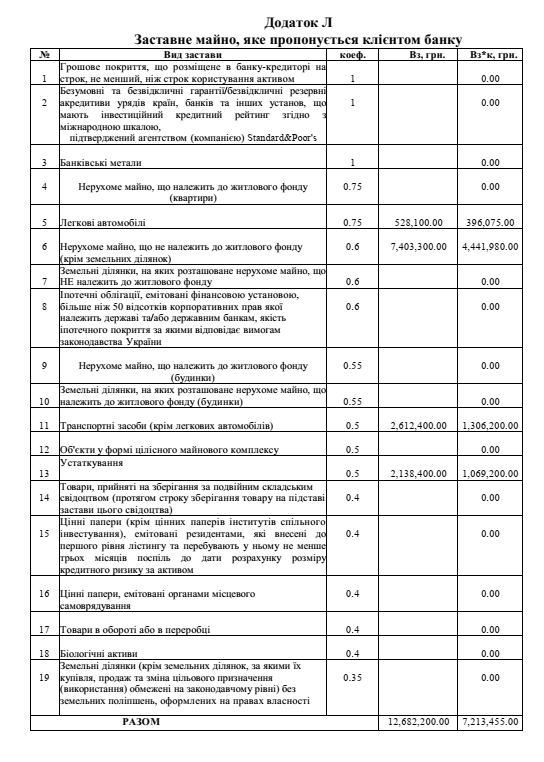 Додаток Л
Заставне майно, яке пропонується клієнтом банку
№ Вид застави коеф. Вз, грн. Вз*к, грн.
Грошове покриття, що розміщене в банку-кредиторі на
1 строк, не менший, ніж строк користування активом 1 0.00
2 Безумовні та безвідкличні гарантії/безвідкличні резервні 1 0.00
акредитиви урядів країн, банків та інших установ, що
мають інвестиційний кредитний рейтинг згідно з
міжнародною шкалою,
підтверджений агентством (компанією) Standard&Poor's
3 Банківські метали 1 0.00
4 Нерухоме майно, що належить до житлового фонду 0.75 0.00
(квартири)
5 Легкові автомобілі 0.75 528,100.00 396,075.00
6 Нерухоме майно, що не належить до житлового фонду 0.6 7,403,300.00 4,441,980.00
(крім земельних ділянок)
Земельні ділянки, на яких розташоване нерухоме майно, що
7 НЕ належить до житлового фонду 0.6 0.00
Іпотечні облігації, емітовані фінансовою установою,
8 більше ніж 50 відсотків корпоративних прав якої 0.6 0.00
належить державі та/або державним банкам, якість
іпотечного покриття за якими відповідає вимогам
законодавства України
9 Нерухоме майно, що належить до житлового фонду 0.55 0.00
(будинки)
Земельні ділянки, на яких розташоване нерухоме майно, що
10 належить до житлового фонду (будинки) 0.55 0.00
11 Транспортні засоби (крім легкових автомобілів) 0.5 2,612,400.00 1,306,200.00
12 Об'єкти у формі цілісного майнового комплексу 0.5 0.00
Устаткування
13 0.5 2,138,400.00 1,069,200.00
Товари, прийняті на зберігання за подвійним складським
14 свідоцтвом (протягом строку зберігання товару на підставі 0.4 0.00
застави цього свідоцтва)
Цінні папери (крім цінних паперів інститутів спільного
15 інвестування), емітовані резидентами, які внесені до 0.4 0.00
першого рівня лістингу та перебувають у ньому не менше
трьох місяців поспіль до дати розрахунку розміру
кредитного ризику за активом
16 Цінні папери, емітовані органами місцевого 0.4 0.00
самоврядування
17 Товари в обороті або в переробці 0.4 0.00
18 Біологічні активи 0.4 0.00
Земельні ділянки (крім земельних ділянок, за якими їх
19 купівля, продаж та зміна цільового призначення 0.35 0.00
(використання) обмежені на законодавчому рівні) без
земельних поліпшень, оформлених на правах власності
РАЗОМ 12,682,200.00 7,213,455.00